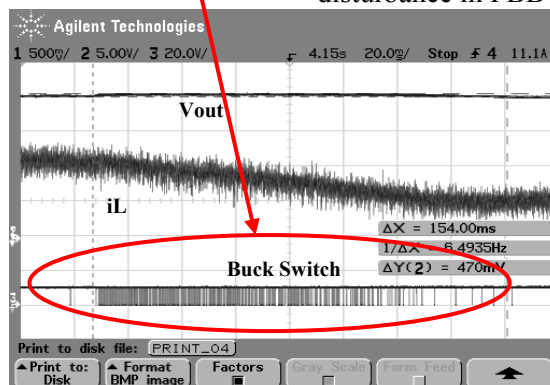 disturbance in PBB
Agilent Technologies
1 500㎷/ 2 5.00V/ 3 20.0V/ 4.15s 20.0㎳/ Stop 4 11.1A
Vout
iL
ΔX = 154.00ms
1/ΔX = 6.4935Hz
ΔY(2) = 470mV
Buck Switch
Print to disk file: PRINT_04
Print to: Disk Format BMP image Factors Gray Scale Form Feed